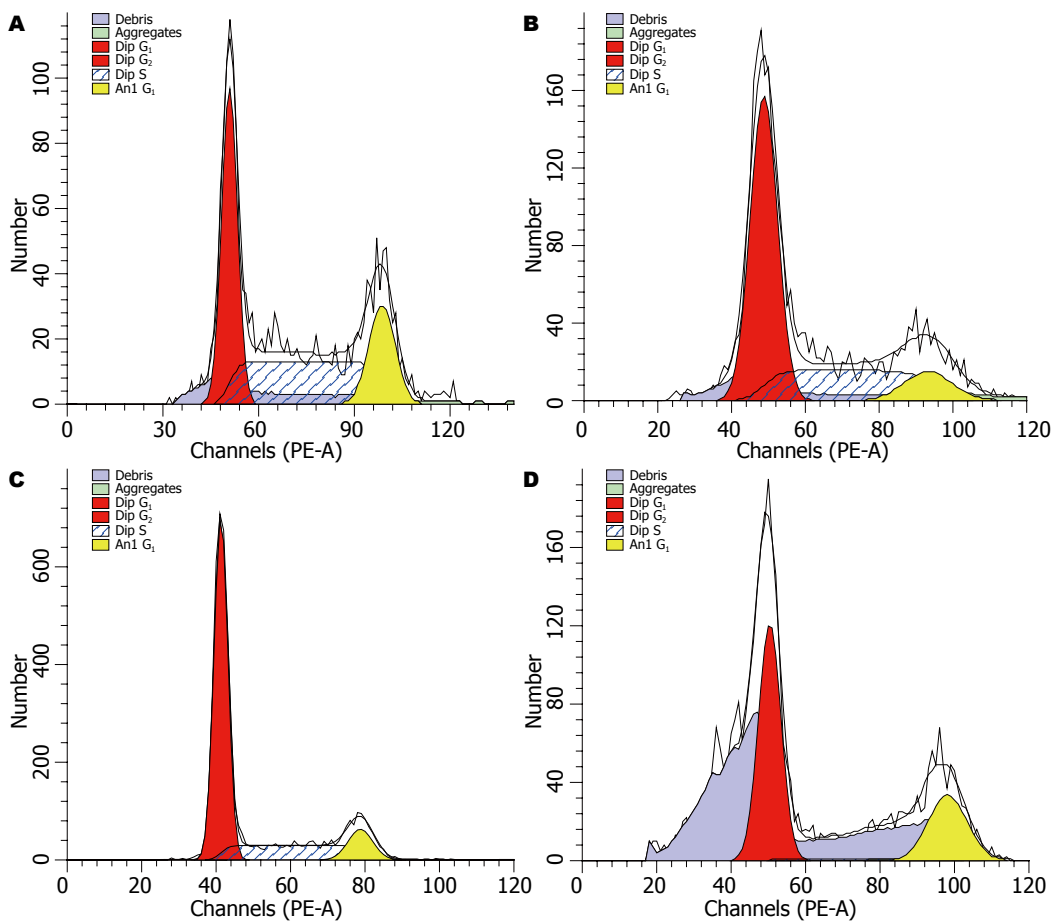 A
Debris
Aggregates
Dip G₁
Dip G₂
Dip S
An1 G₁
Number
100
80
60
40
20
0
0 30 60 90 120
Channels (PE-A)
B
Debris
Aggregates
Dip G₁
Dip G₂
Dip S
An1 G₁
Number
160
120
80
40
0
0 20 40 60 80 100 120
Channels (PE-A)
C
Debris
Aggregates
Dip G₁
Dip G₂
Dip S
An1 G₁
Number
600
400
200
0
0 20 40 60 80 100 120
Channels (PE-A)
D
Debris
Aggregates
Dip G₁
Dip G₂
Dip S
An1 G₁
Number
160
120
80
40
0
0 20 40 60 80 100 120
Channels (PE-A)